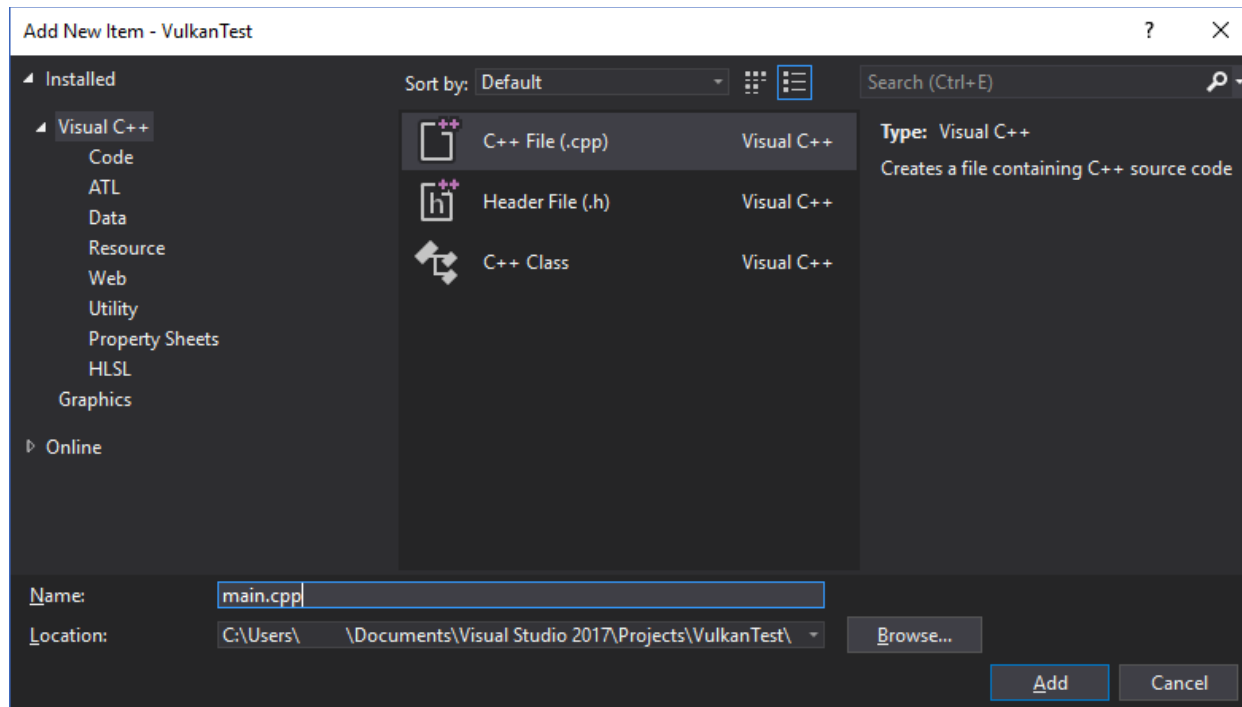 Add New Item - VulkanTest
?
Installed
Visual C++
Code
ATL
Data
Resource
Web
Utility
Property Sheets
HLSL
Graphics
Online
Sort by: Default
C++ File (.cpp) Visual C++
Header File (.h) Visual C++
C++ Class Visual C++
Search (Ctrl+E)
Type: Visual C++
Creates a file containing C++ source code
Name: main.cpp
Location: C:\Users\ \Documents\Visual Studio 2017\Projects\VulkanTest\ Browse...
Add Cancel